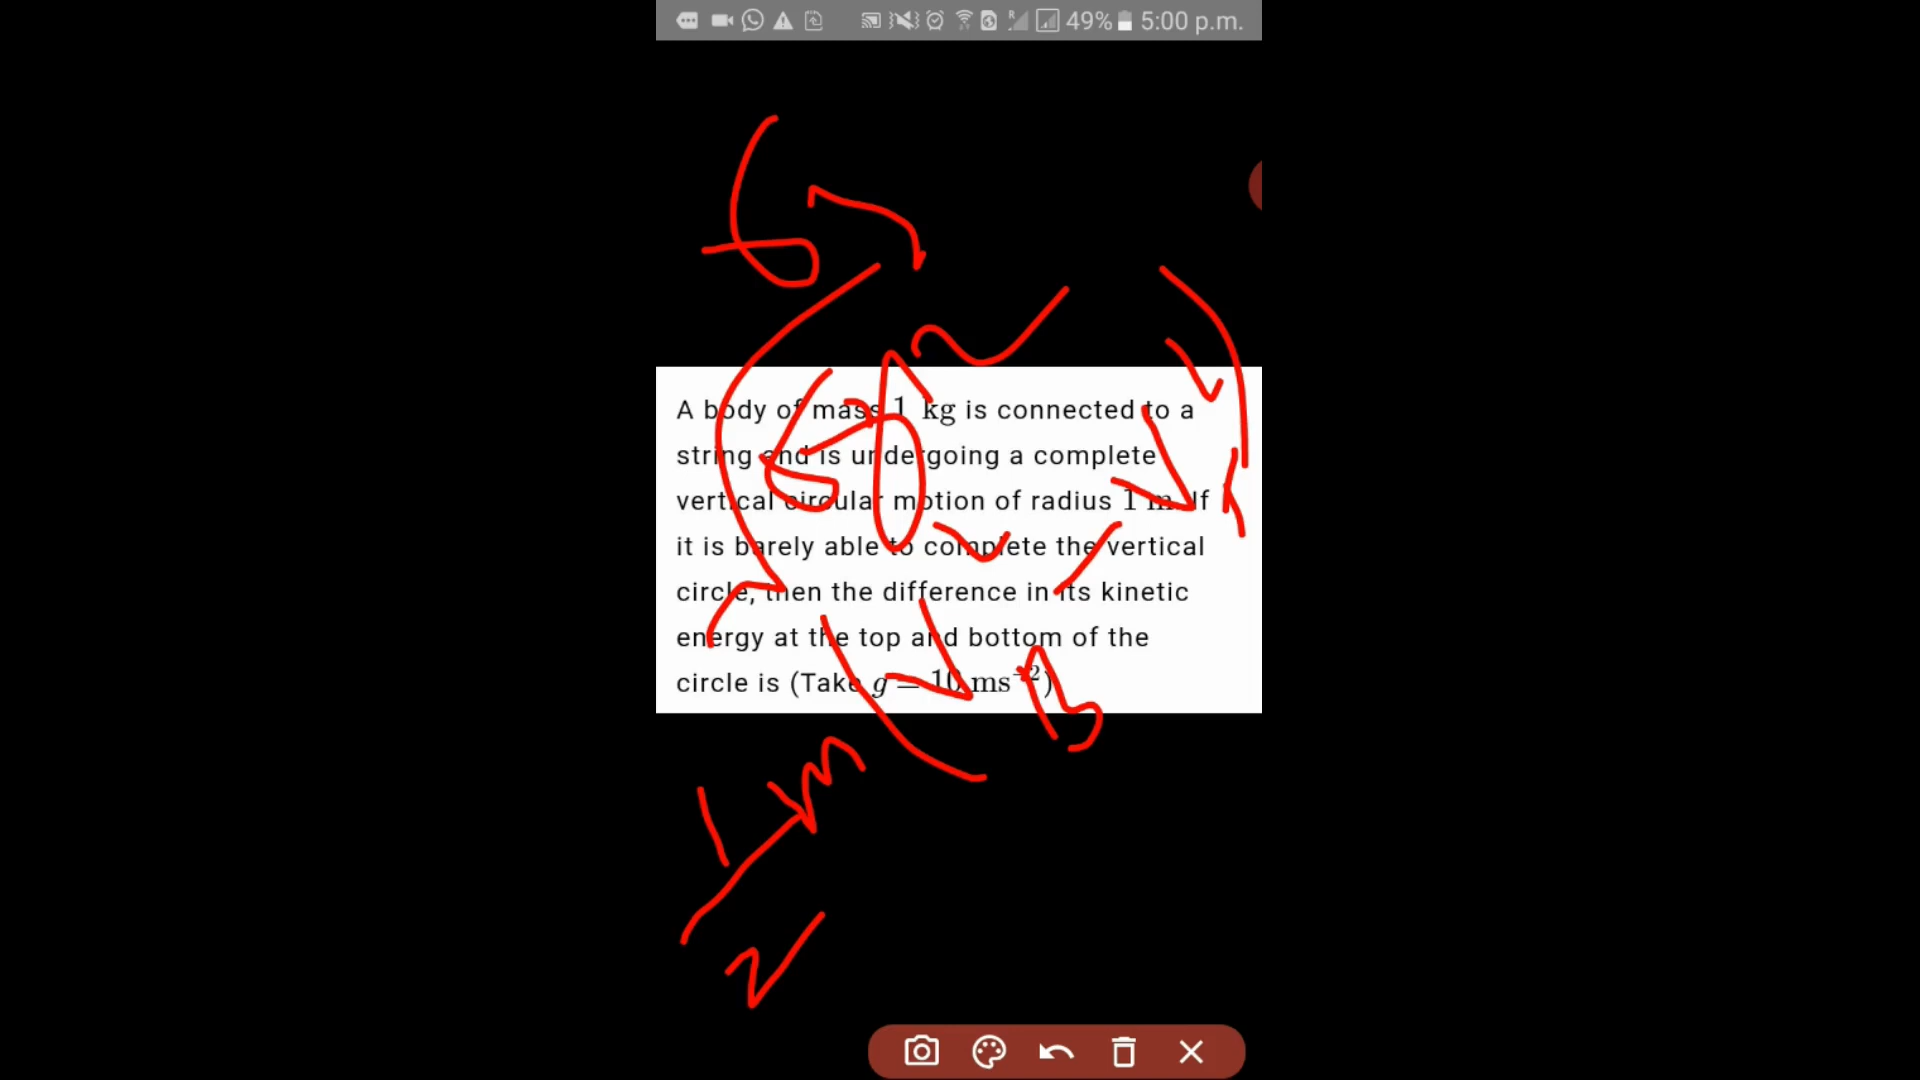 49% 5:00 p.m.
A body of mass 1 kg is connected to a
string and is undergoing a complete
vertical circular motion of radius 1 m. If
it is barely able to complete the vertical
circle, then the difference in its kinetic
energy at the top and bottom of the
circle is (Take g = 10 ms⁻²)